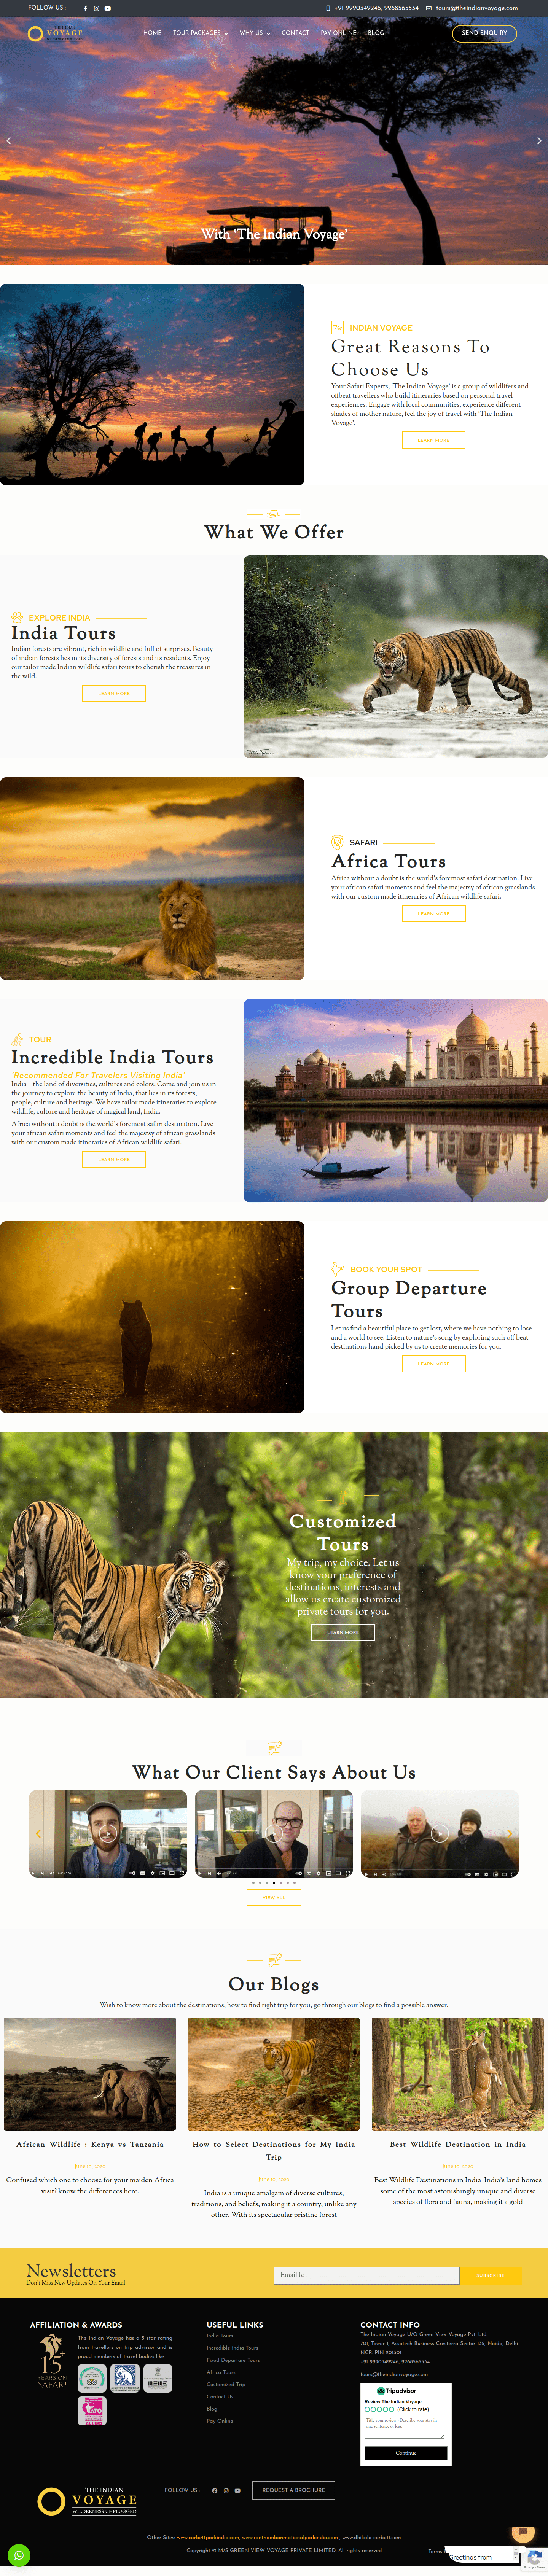 FOLLOW US :
+91 9990349246, 9268565534 | tours@theindianvoyage.com
THE INDIAN
VOYAGE
HOME TOUR PACKAGES WHY US CONTACT PAY ONLINE BLOG
SEND ENQUIRY
With 'The Indian Voyage'
The INDIAN VOYAGE
Great Reasons To
Choose Us
Your Safari Experts, 'The Indian Voyage' is a group of wildlifers and
offbeat travellers who build itineraries based on personal travel
experiences. Engage with local communities, experience different
shades of mother nature, feel the joy of travel with 'The Indian
Voyage'.
LEARN MORE
What We Offer
EXPLORE INDIA
India Tours
Indian forests are vibrant, rich in wildlife and full of surprises. Beauty
of indian forests lies in its diversity of forests and its residents. Enjoy
our tailor made Indian wildlife safari tours to cherish the treasures in
the wild.
LEARN MORE
SAFARI
Africa Tours
Africa without a doubt is the world's foremost safari destination. Live
your african safari moments and feel the majestsy of african grasslands
with our custom made itineraries of African wildlife safari.
LEARN MORE
TOUR
Incredible India Tours
'Recommended For Travelers Visiting India'
India – the land of diversities, cultures and colors. Come and join us in
the journey to explore the beauty of India, that lies in its forests,
people, culture and heritage. We have tailor made itineraries to explore
wildlife, culture and heritage of magical land, India.
Africa without a doubt is the world's foremost safari destination. Live
your african safari moments and feel the majestsy of african grasslands
with our custom made itineraries of African wildlife safari.
LEARN MORE
BOOK YOUR SPOT
Group Departure
Tours
Let us find a beautiful place to get lost, where we have nothing to lose
and a world to see. Listen to nature's song by exploring such off beat
destinations hand picked by us to create memories for you.
LEARN MORE
Customized
Tours
My trip, my choice. Let us
know your preference of
destinations, interests and
allow us create customized
private tours for you.
LEARN MORE
What Our Client Says About Us
VIEW ALL
Our Blogs
Wish to know more about the destinations, how to find right trip for you, go through our blogs to find a possible answer.
African Wildlife : Kenya vs Tanzania
Confused which one to choose for your maiden Africa
visit? know the differences here.
How to Select Destinations for My India
Trip
India is a unique amalgam of diverse cultures,
traditions, and beliefs, making it a country, unlike any
other. With its spectacular pristine forest
Best Wildlife Destination in India
Best Wildlife Destinations in India India's land homes
some of the most astonishingly unique and diverse
species of flora and fauna, making it a gold
Newsletters
Don't Miss New Updates On Your Email
Email Id
SUBSCRIBE
AFFILIATION & AWARDS
15
YEARS ON
SAFARI
The Indian Voyage has a 5 star rating
from travellers on trip advisor and is
proud members of travel bodies like
USEFUL LINKS
India Tours
Incredible India Tours
Fixed Departure Tours
Africa Tours
Customized Trip
Contact Us
Blog
Pay Online
CONTACT INFO
The Indian Voyage U/O Green View Voyage Pvt. Ltd.
701, Tower 1, Assotech Business Cresterra Sector 135, Noida, Delhi
NCR. PIN 201301
+91 9990349246, 9268565534
tours@theindianvoyage.com
Tripadvisor
Review The Indian Voyage
(Click to rate)
Title your review - Describe your stay in
one sentence or less.
Continue
THE INDIAN
VOYAGE
WILDERNESS UNPLUGGED
FOLLOW US :
REQUEST A BROCHURE
Other Sites: www.corbettparkindia.com, www.ranthamborenationalparkindia.com , www.dhikala-corbett.com
Copyright © M/S GREEN VIEW VOYAGE PRIVATE LIMITED. All rights reserved
Terms
Greetings from